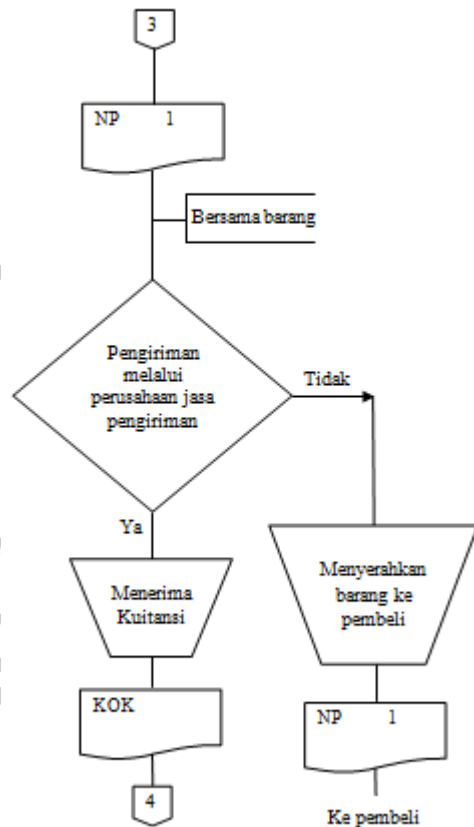 3
NP 1
Bersama barang
Pengiriman
melalui
perusahaan jasa
pengiriman
Tidak
Ya
Menerima
Kuitansi
Menyerahkan
barang ke
pembeli
KOK
NP 1
4
Ke pembeli